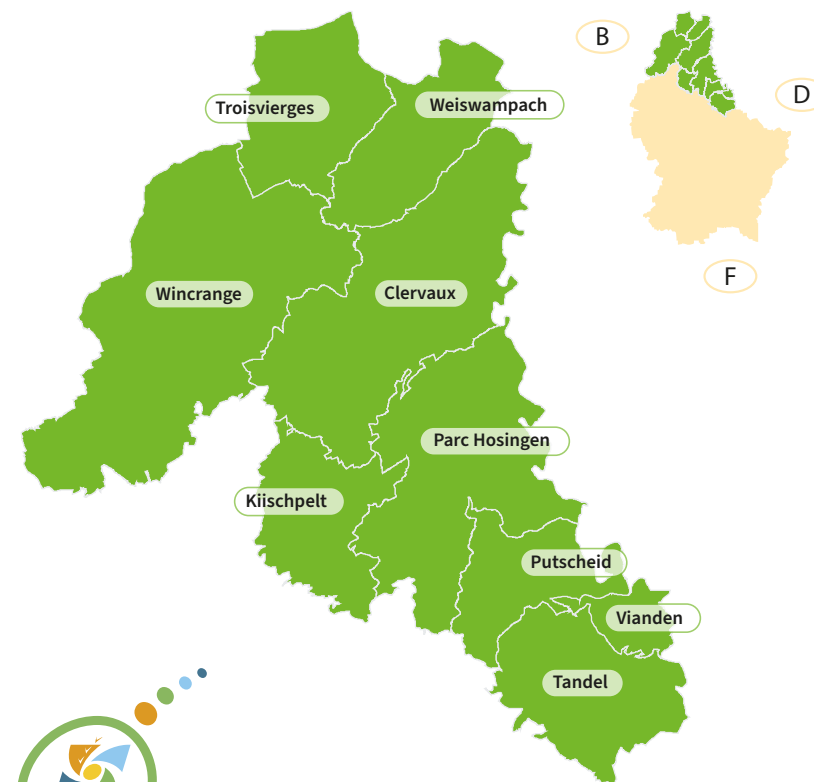 B
D
Troisvierges
Weiswampach
F
Wincrange
Clervaux
Parc Hosingen
Kiischpelt
Putscheid
Vianden
Tandel